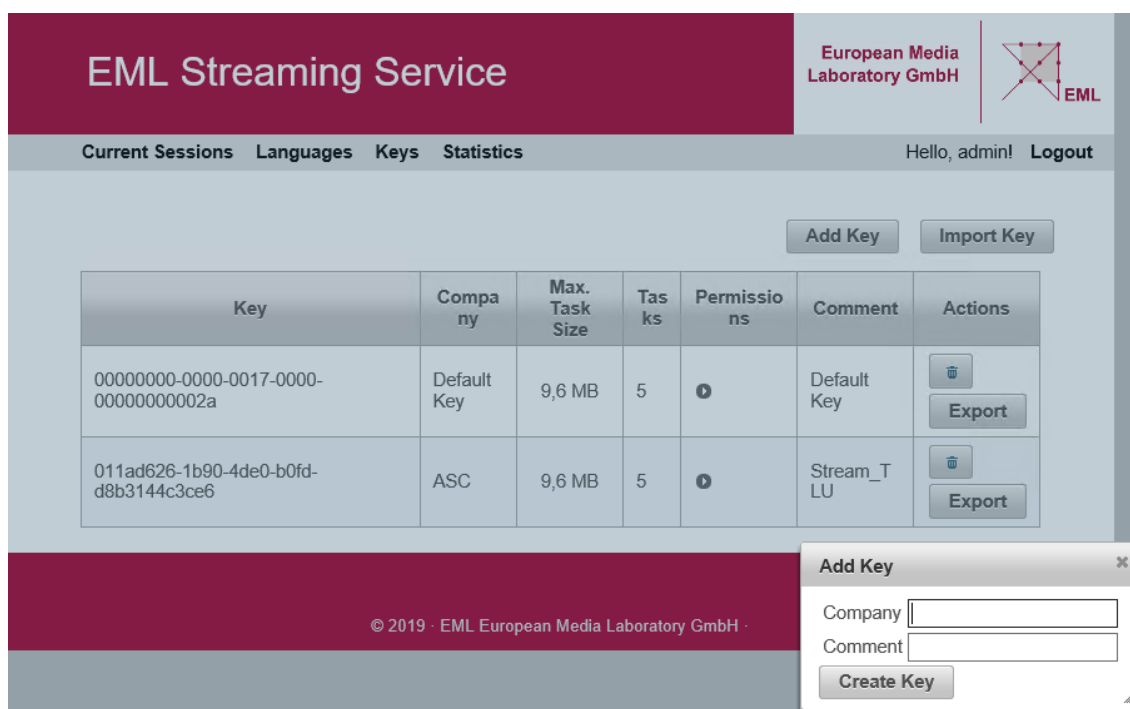 EML Streaming Service
European Media
Laboratory GmbH
EML
Current Sessions Languages Keys Statistics
Hello, admin! Logout
Add Key Import Key
Key
Compa
ny
Max.
Task
Size
Tas
ks
Permissio
ns
Comment
Actions
00000000-0000-0017-0000-
00000000002a
Default
Key
9,6 MB
5
Default
Key
Export
011ad626-1b90-4de0-b0fd-
d8b3144c3ce6
ASC
9,6 MB
5
Stream_T
LU
Export
© 2019 · EML European Media Laboratory GmbH ·
Add Key
Company
Comment
Create Key